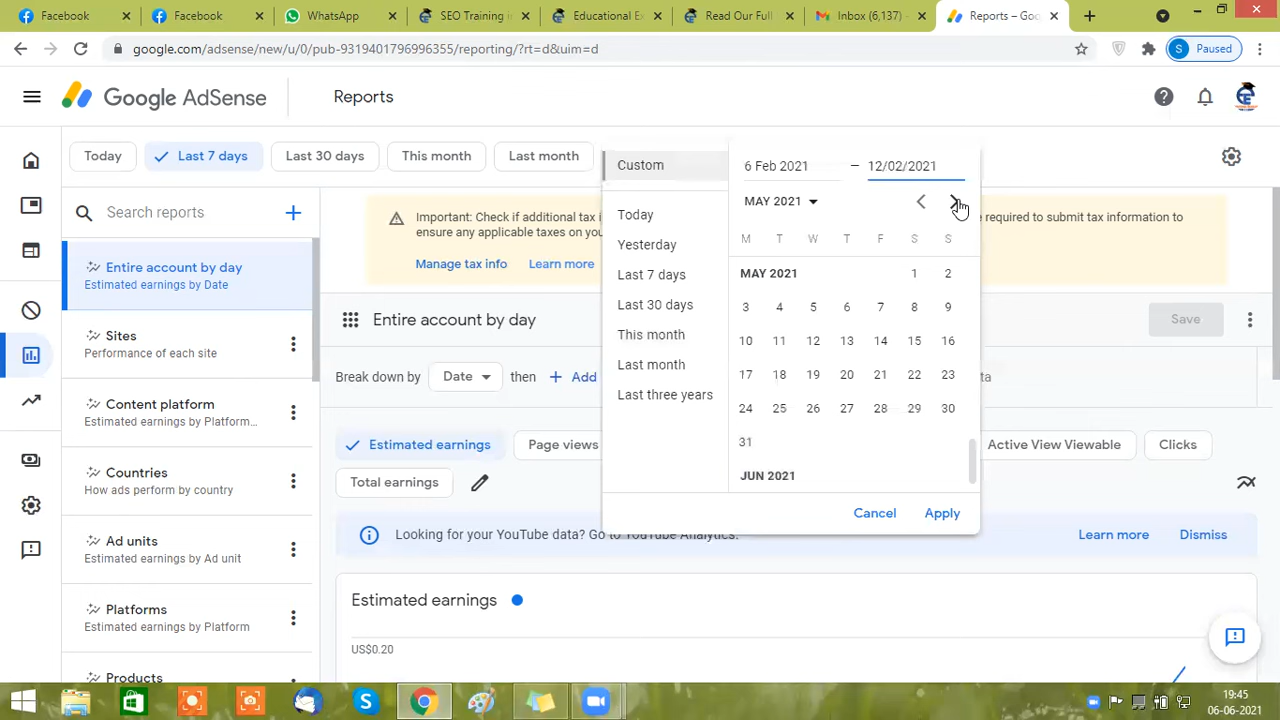 Facebook
Facebook
WhatsApp
SEO Training in
Educational Ex
Read Our Full
Inbox (6,137) -
Reports – Goo
google.com/adsense/new/u/0/pub-9319401796996355/reporting/?rt=d&uim=d
S
Paused
Google AdSense
Reports
Today
Last 7 days
Last 30 days
This month
Last month
Search reports
Entire account by day
Estimated earnings by Date
Sites
Performance of each site
Content platform
Estimated earnings by Platform...
Countries
How ads perform by country
Ad units
Estimated earnings by Ad unit
Platforms
Estimated earnings by Platform
Products
Important: Check if additional tax i
required to submit tax information to
ensure any applicable taxes on you
Manage tax info
Learn more
Entire account by day
Save
Break down by
Date
then
Add
Estimated earnings
Page views
Active View Viewable
Clicks
Total earnings
Looking for your YouTube data? Go to YouTube Analytics.
Learn more
Dismiss
Estimated earnings
US$0.20
Custom
Today
Yesterday
Last 7 days
Last 30 days
This month
Last month
Last three years
6 Feb 2021 – 12/02/2021
MAY 2021
M T W T F S S
MAY 2021 1 2
3 4 5 6 7 8 9
10 11 12 13 14 15 16
17 18 19 20 21 22 23
24 25 26 27 28 29 30
31
JUN 2021
Cancel
Apply
19:45
06-06-2021